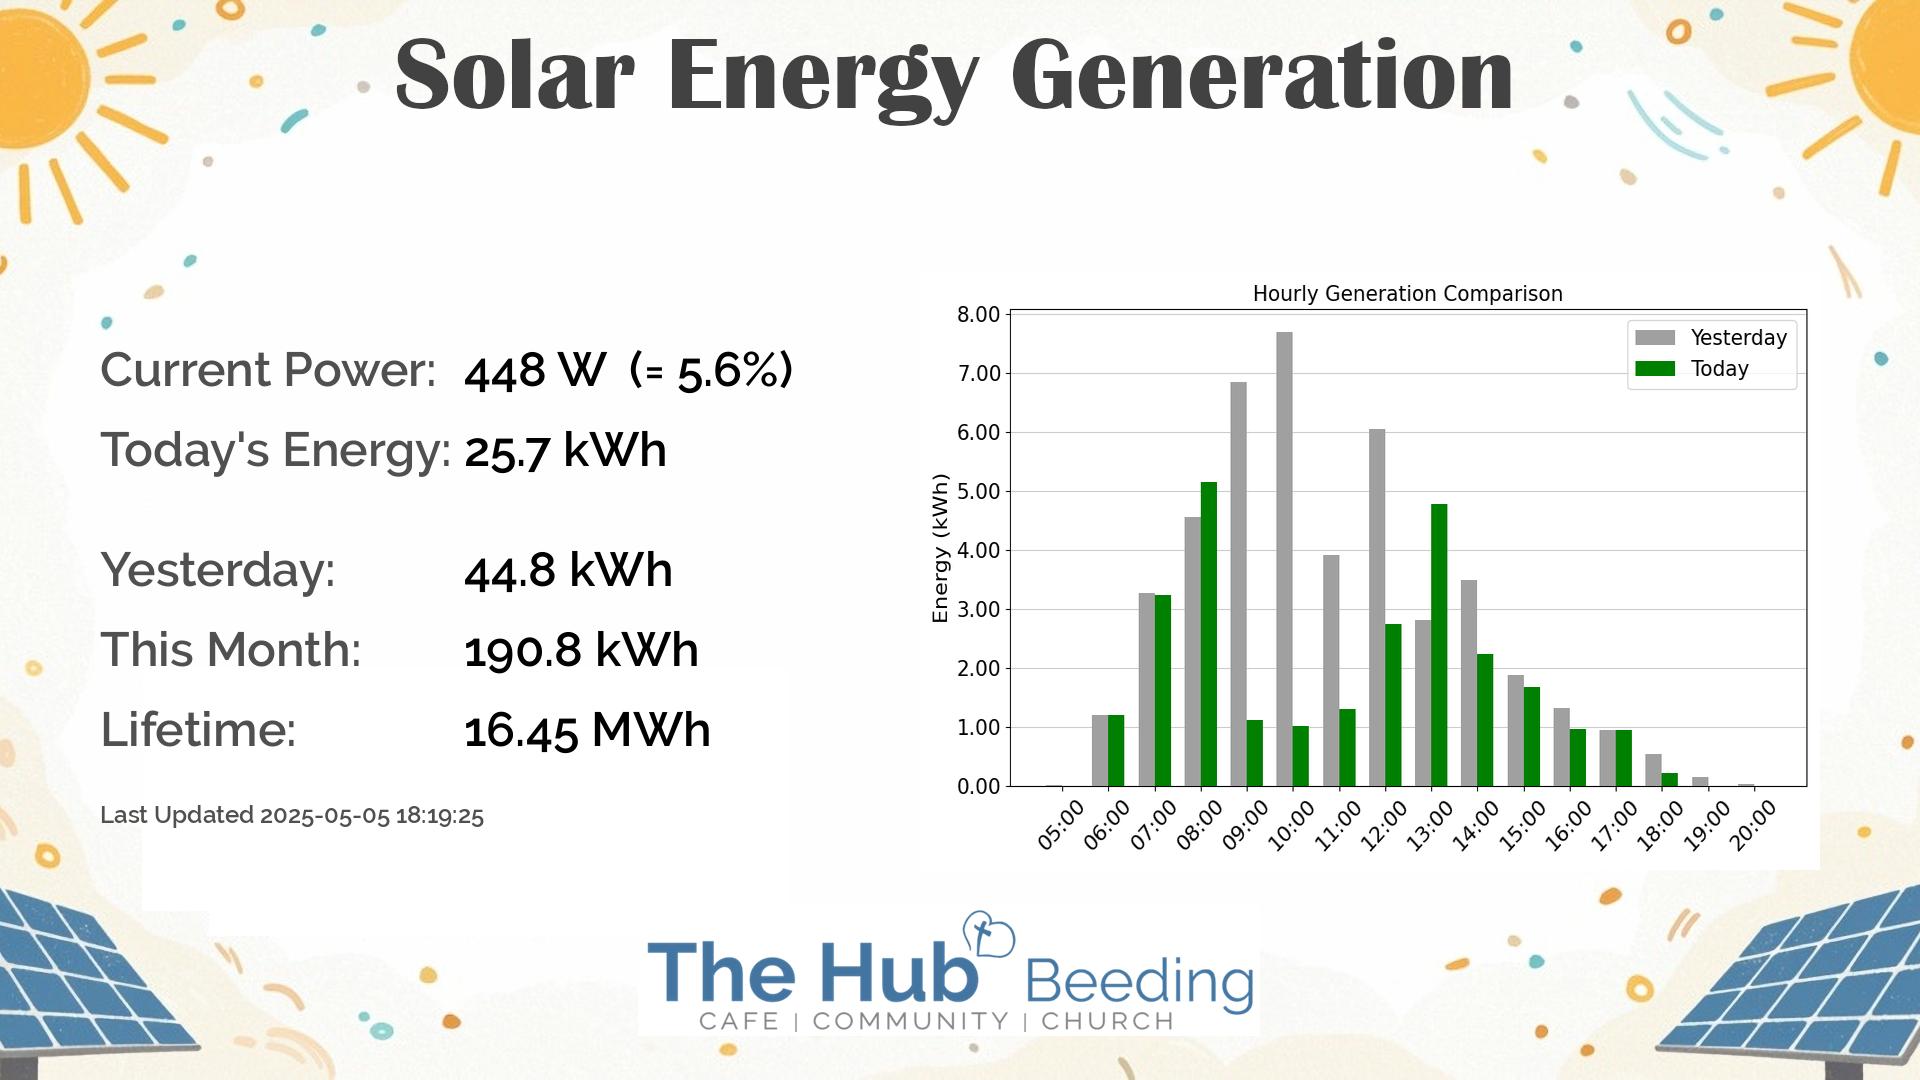 Solar Energy Generation
Current Power: 448 W (= 5.6%)
Today's Energy: 25.7 kWh
Yesterday: 44.8 kWh
This Month: 190.8 kWh
Lifetime: 16.45 MWh
Last Updated 2025-05-05 18:19:25
Hourly Generation Comparison
Yesterday
Today
Energy (kWh)
8.00
7.00
6.00
5.00
4.00
3.00
2.00
1.00
0.00
05:00 06:00 07:00 08:00 09:00 10:00 11:00 12:00 13:00 14:00 15:00 16:00 17:00 18:00 19:00 20:00
The Hub Beeding
CAFE | COMMUNITY | CHURCH